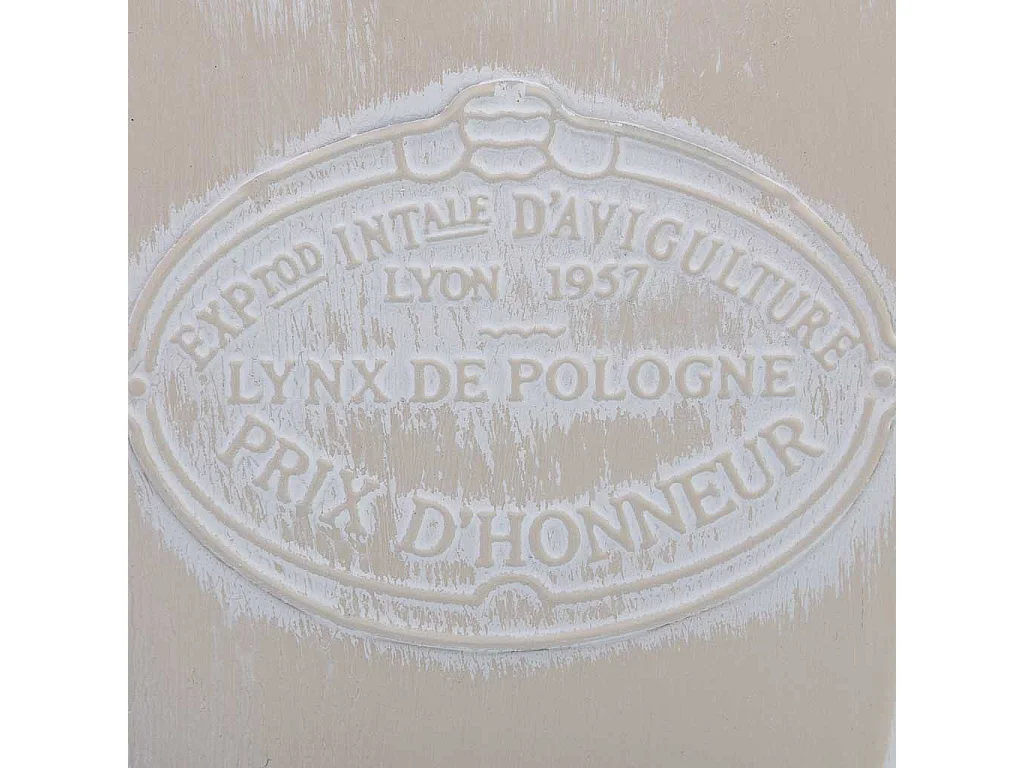 EXPTOD INTALE D'AVIGULTURE
LYON 1957
LYNX DE POLOGNE
PRIX D'HONNEUR